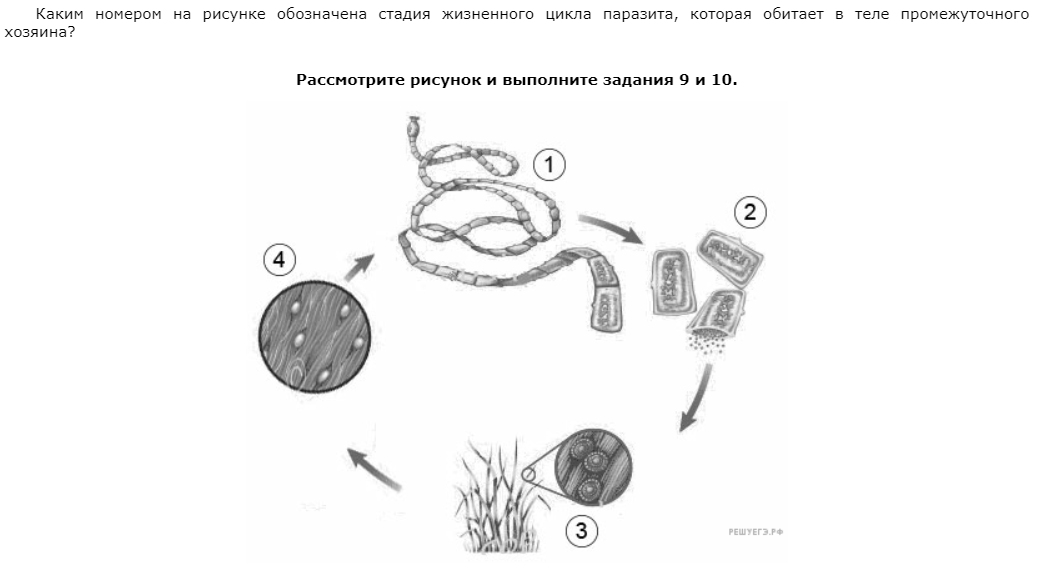 Каким номером на рисунке обозначена стадия жизненного цикла паразита, которая обитает в теле промежуточного
хозяина?
Рассмотрите рисунок и выполните задания 9 и 10.
1
2
4
3
РЕШУЕГЭ.РФ